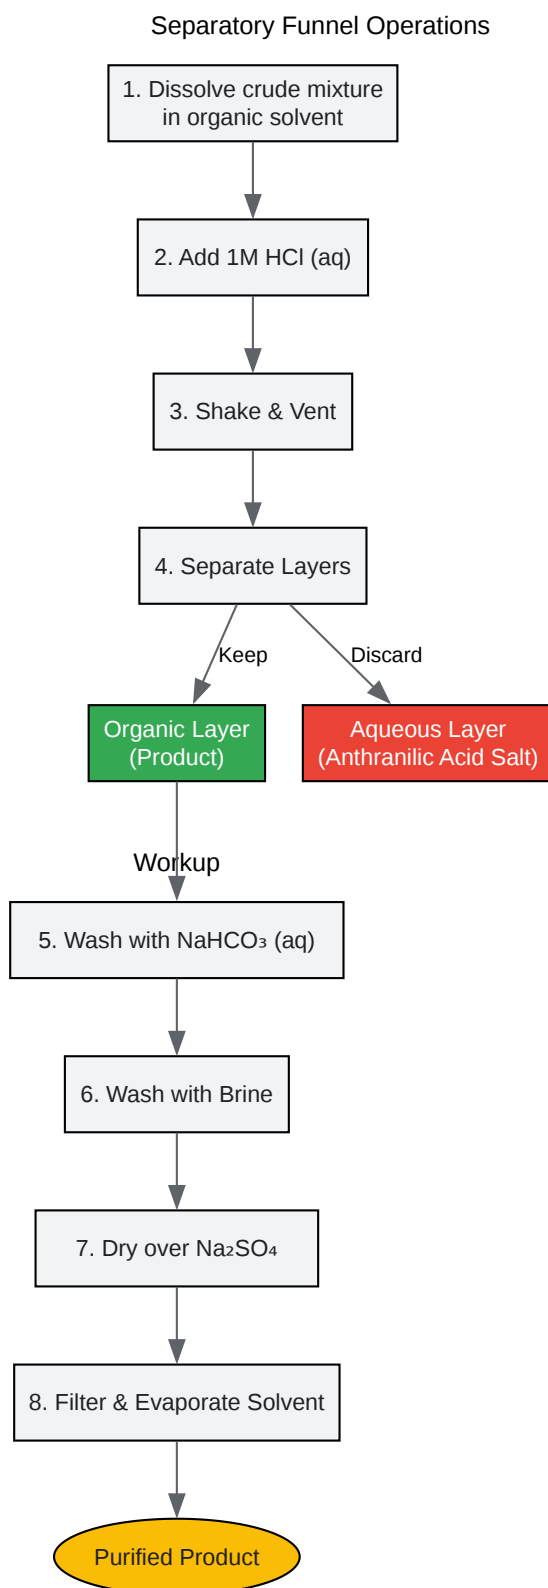 Separatory Funnel Operations
1. Dissolve crude mixture
in organic solvent
2. Add 1M HCl (aq)
3. Shake & Vent
4. Separate Layers
Keep
Discard
Organic Layer
(Product)
Aqueous Layer
(Anthranilic Acid Salt)
Workup
5. Wash with NaHCO₃ (aq)
6. Wash with Brine
7. Dry over Na₂SO₄
8. Filter & Evaporate Solvent
Purified Product